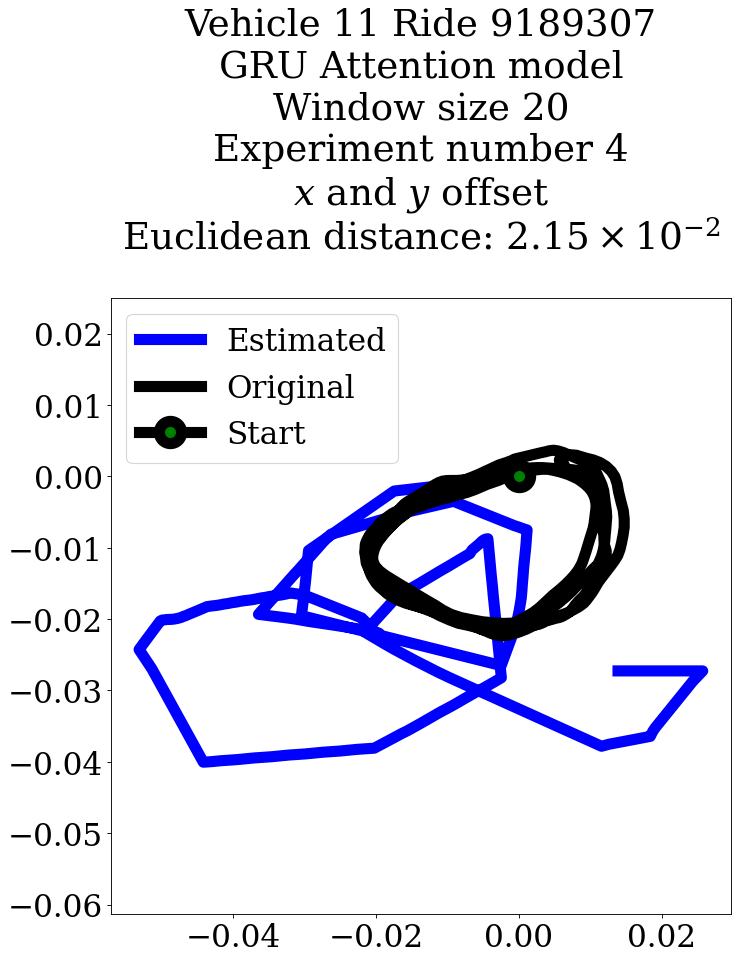 Vehicle 11 Ride 9189307
GRU Attention model
Window size 20
Experiment number 4
x and y offset
Euclidean distance: 2.15 × 10⁻²
Estimated
Original
Start
0.02
0.01
0.00
−0.01
−0.02
−0.03
−0.04
−0.05
−0.06
−0.04 −0.02 0.00 0.02